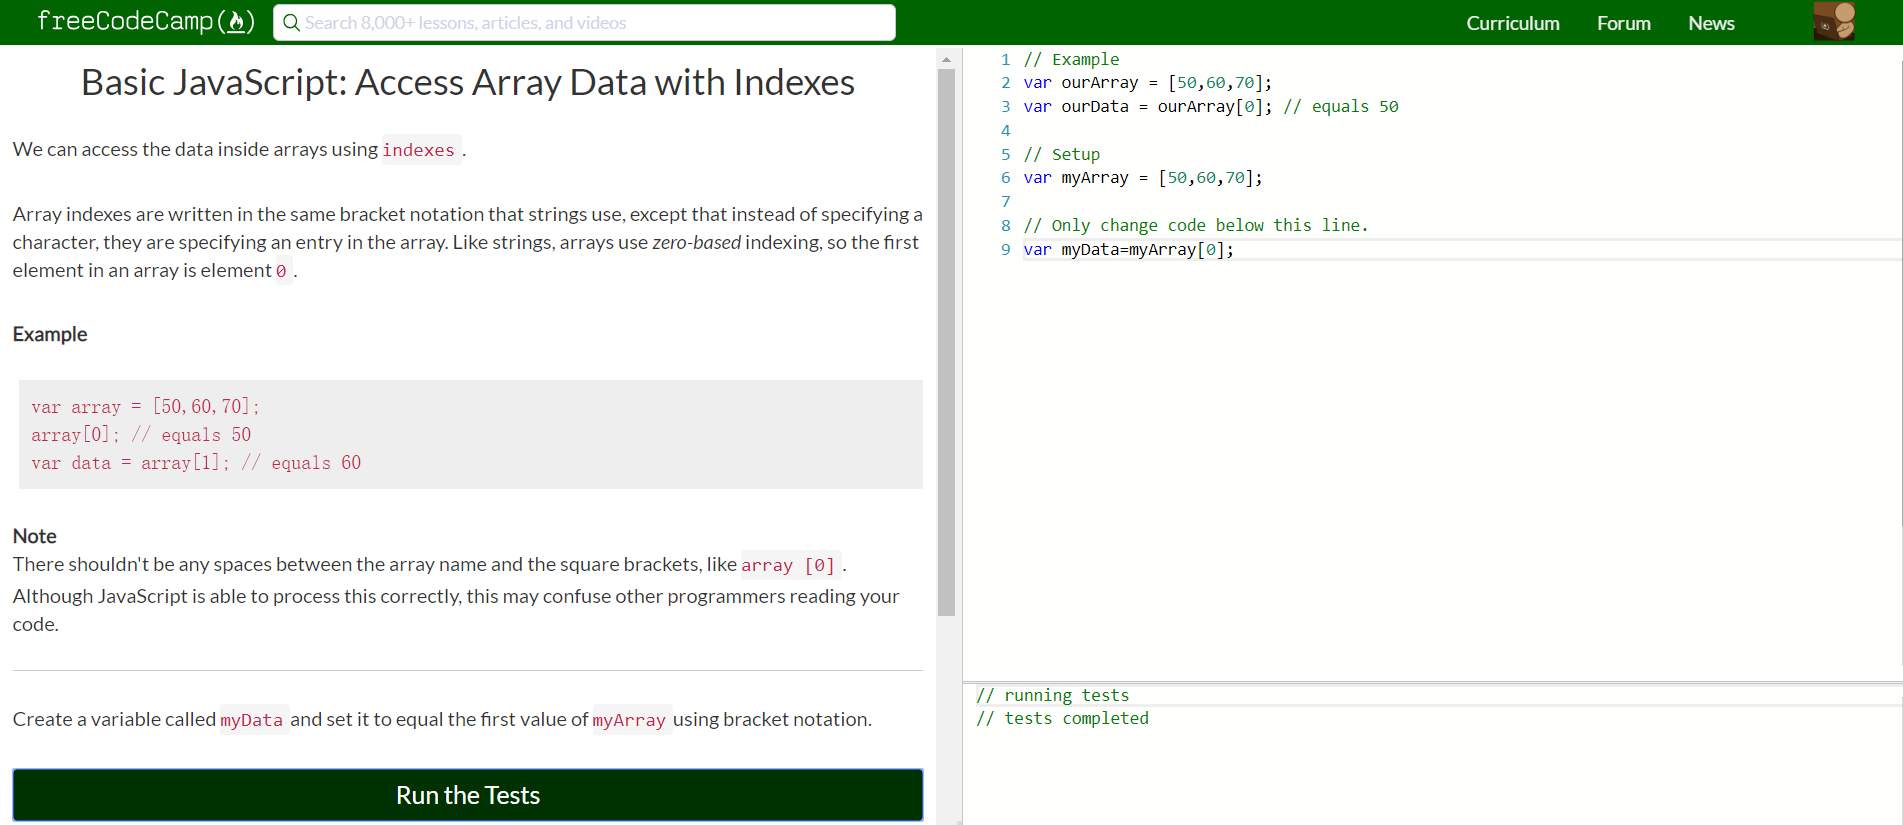 freeCodeCamp
Search 8,000+ lessons, articles, and videos
Curriculum Forum News
Basic JavaScript: Access Array Data with Indexes
We can access the data inside arrays using indexes .
Array indexes are written in the same bracket notation that strings use, except that instead of specifying a
character, they are specifying an entry in the array. Like strings, arrays use zero-based indexing, so the first
element in an array is element 0 .
Example
var array = [50,60,70];
array[0]; // equals 50
var data = array[1]; // equals 60
Note
There shouldn't be any spaces between the array name and the square brackets, like array [0] .
Although JavaScript is able to process this correctly, this may confuse other programmers reading your
code.
Create a variable called myData and set it to equal the first value of myArray using bracket notation.
Run the Tests
1 // Example
2 var ourArray = [50,60,70];
3 var ourData = ourArray[0]; // equals 50
4
5 // Setup
6 var myArray = [50,60,70];
7
8 // Only change code below this line.
9 var myData=myArray[0];
// running tests
// tests completed